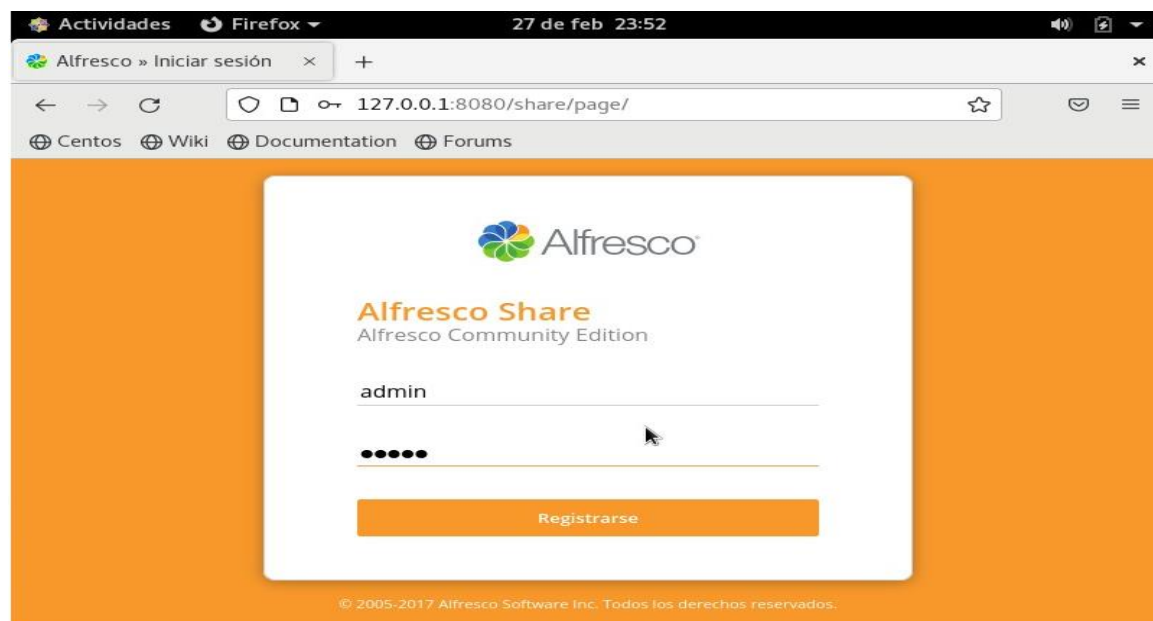 Actividades Firefox 27 de feb 23:52
Alfresco » Iniciar sesión
127.0.0.1:8080/share/page/
Centos Wiki Documentation Forums
Alfresco
Alfresco Share
Alfresco Community Edition
admin
•••••
Registrarse
© 2005-2017 Alfresco Software Inc. Todos los derechos reservados.